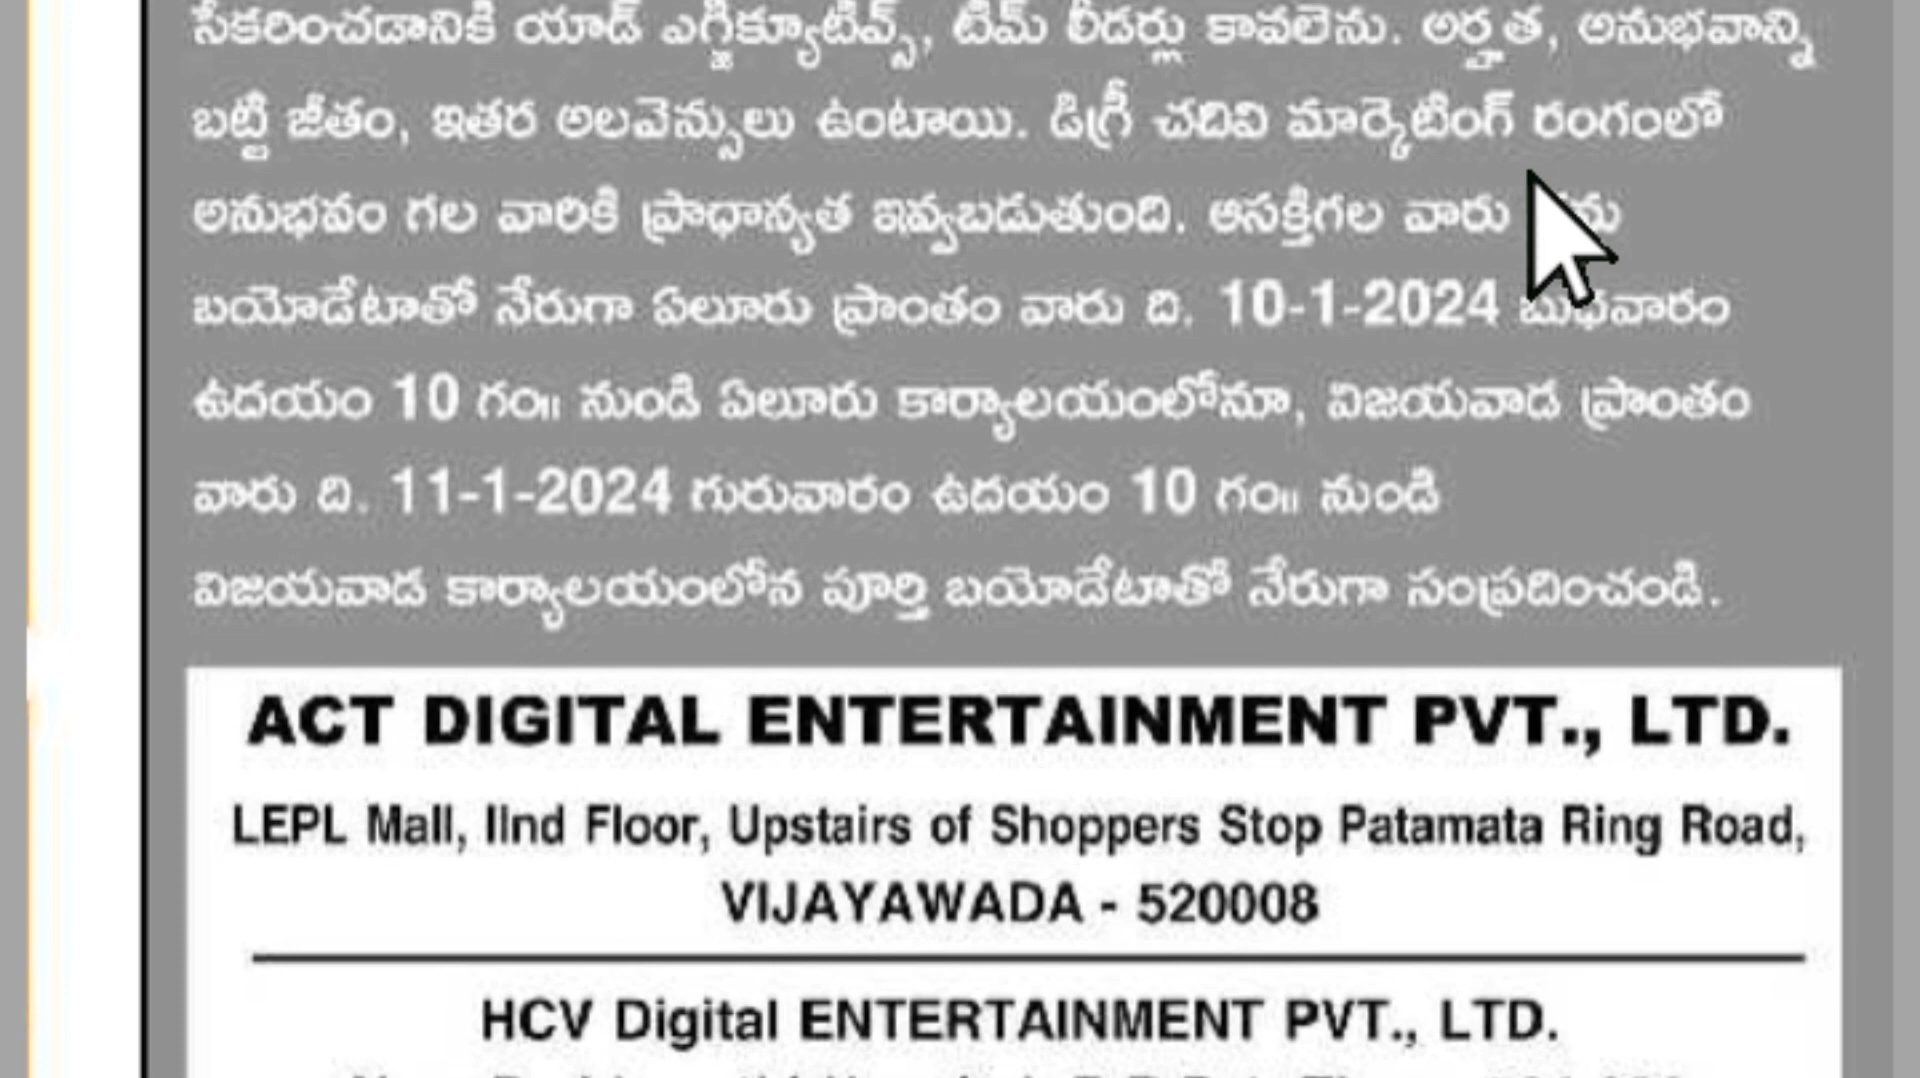 సేకరించడానికి యాడ్ ఎగ్జిక్యూటివ్స్, టీమ్ లీడర్లు కావలెను. అర్హత, అనుభవాన్ని
బట్టి జీతం, ఇతర అలవెన్సులు ఉంటాయి. డిగ్రీ చదివి మార్కెటింగ్ రంగంలో
అనుభవం గల వారికి ప్రాధాన్యత ఇవ్వబడుతుంది. ఆసక్తిగల వారు
బయోడేటాతో నేరుగా ఏలూరు ప్రాంతం వారు ది. 10-1-2024 బుధవారం
ఉదయం 10 గం॥ నుండి ఏలూరు కార్యాలయంలోనూ, విజయవాడ ప్రాంతం
వారు ది. 11-1-2024 గురువారం ఉదయం 10 గం॥ నుండి
విజయవాడ కార్యాలయంలోన పూర్తి బయోడేటాతో నేరుగా సంప్రదించండి.
ACT DIGITAL ENTERTAINMENT PVT., LTD.
LEPL Mall, IInd Floor, Upstairs of Shoppers Stop Patamata Ring Road,
VIJAYAWADA - 520008
HCV Digital ENTERTAINMENT PVT., LTD.